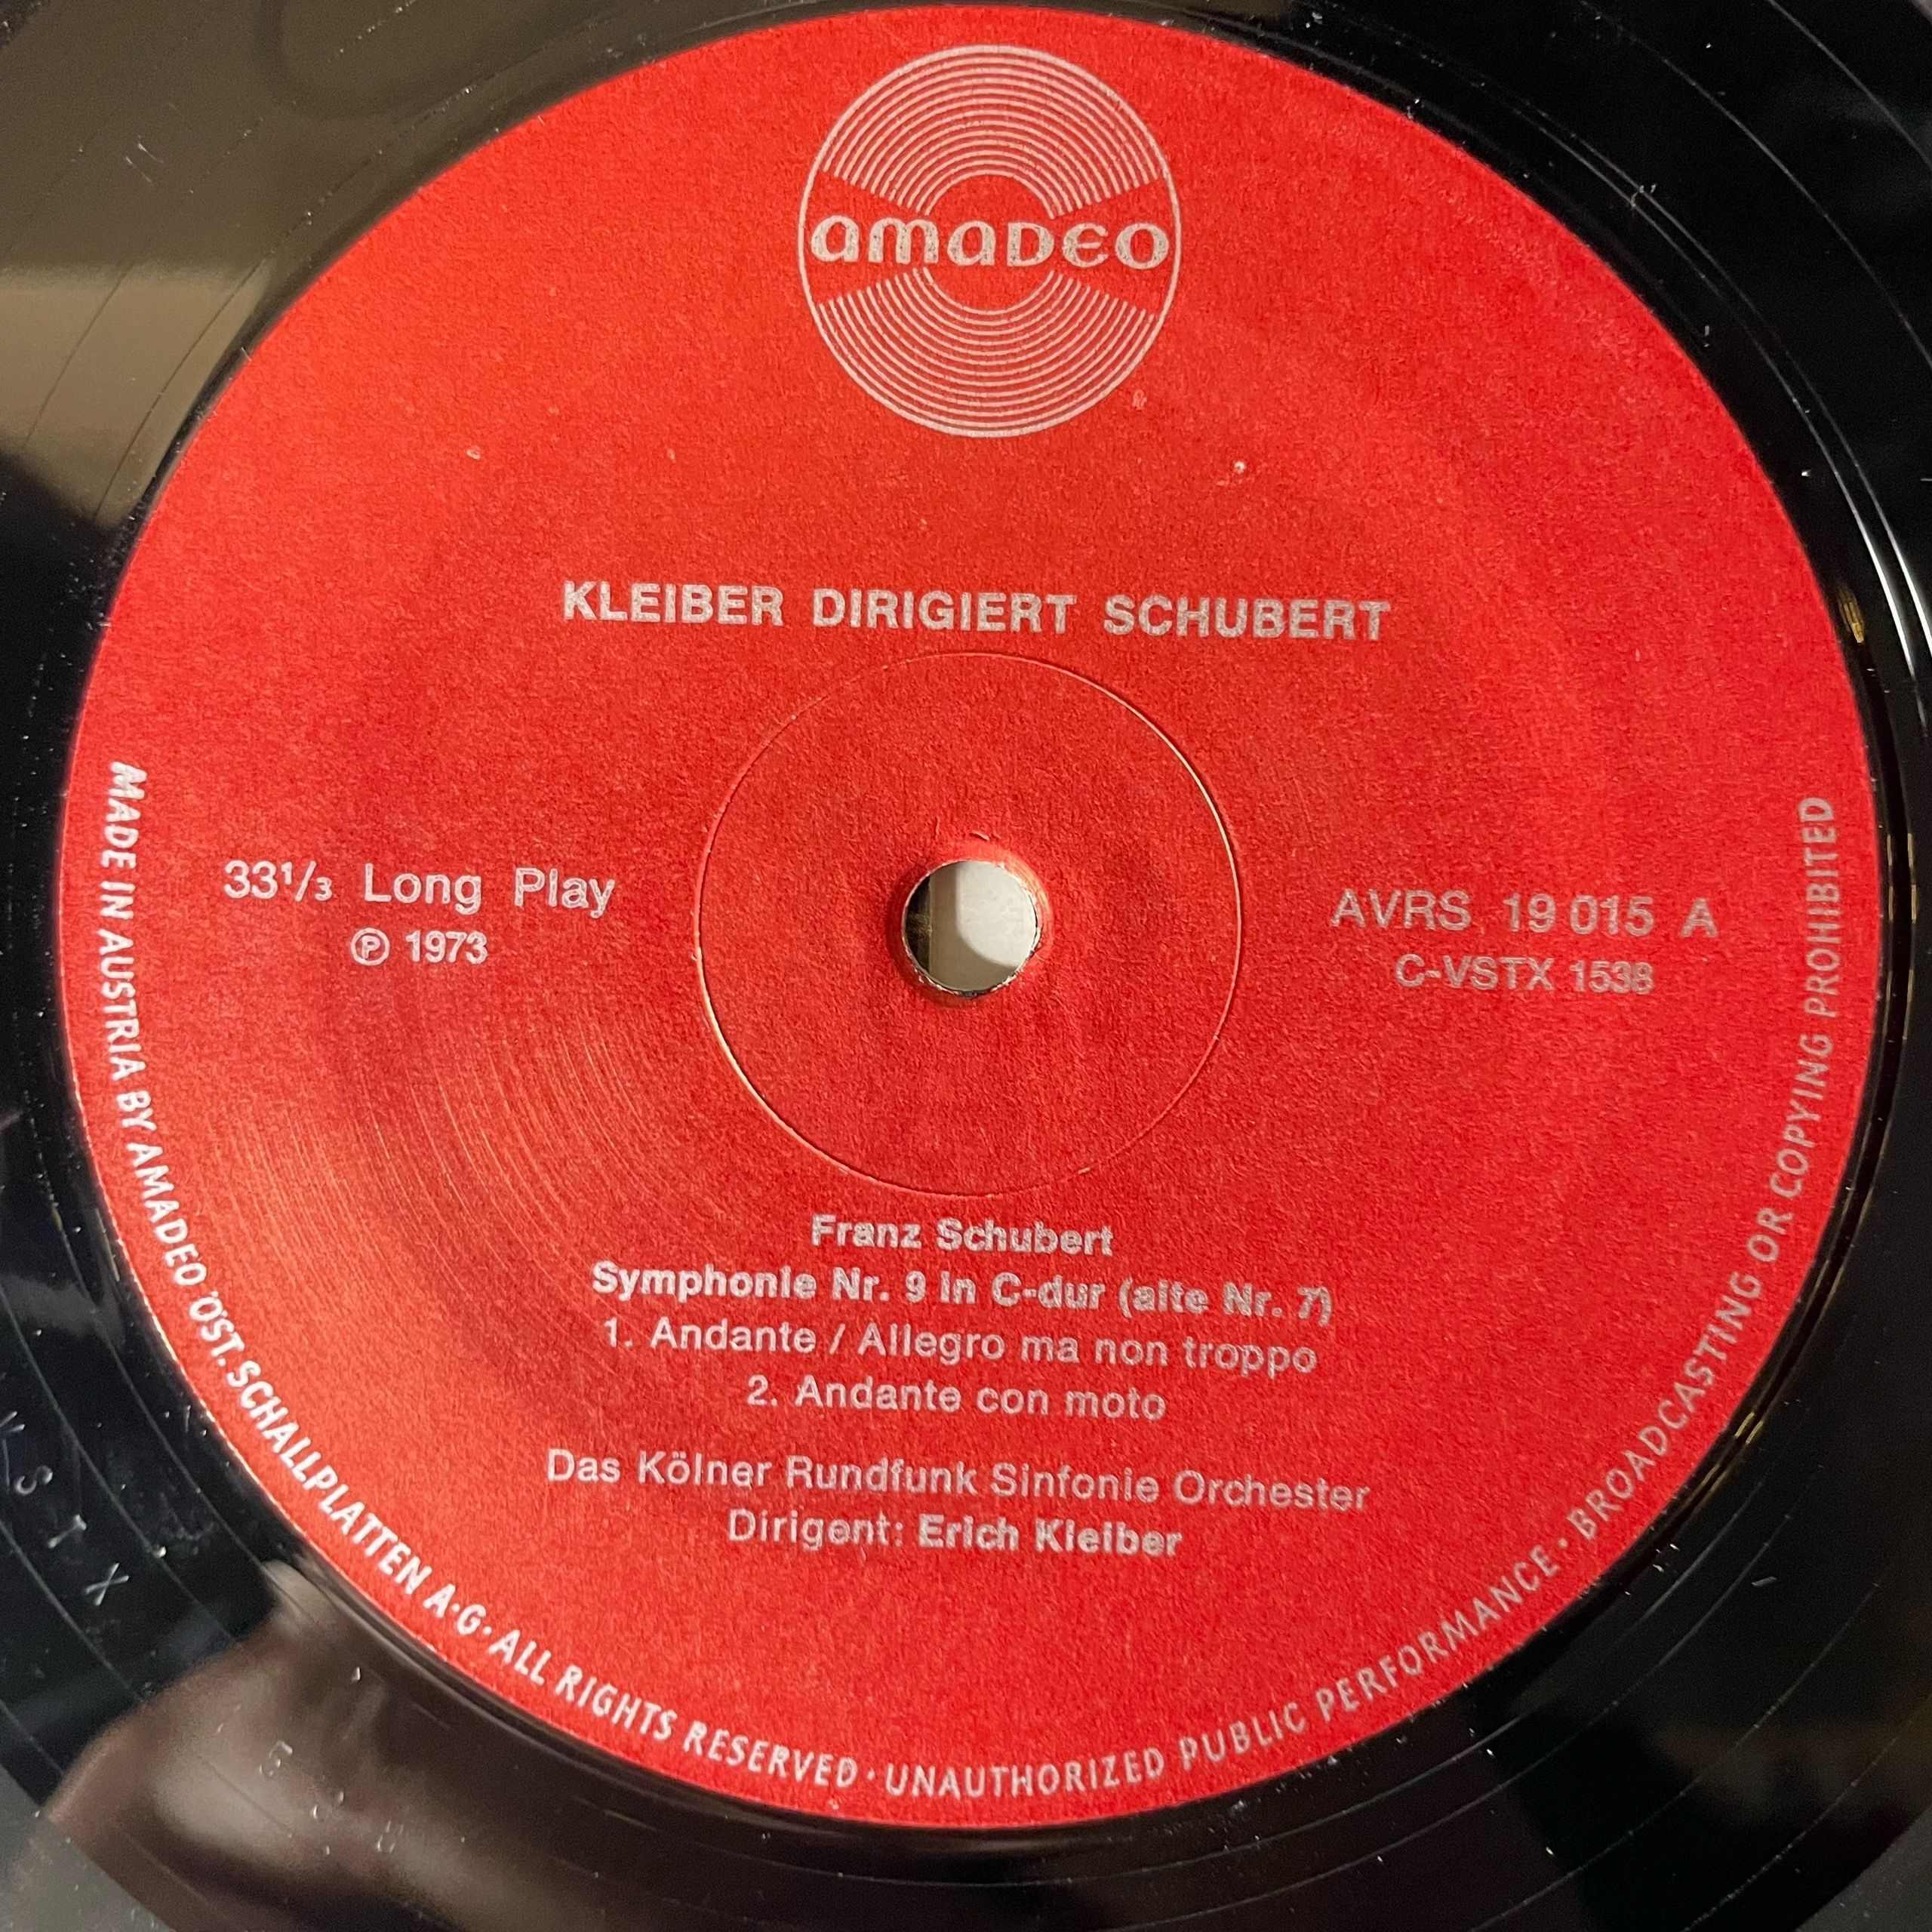 amaDEO
KLEIBER DIRIGIERT SCHUBERT
33 1/3 Long Play
Ⓟ 1973
AVRS 19 015 A
C-VSTX 1538
Franz Schubert
Symphonie Nr. 9 in C-dur (alte Nr. 7)
1. Andante / Allegro ma non troppo
2. Andante con moto
Das Kölner Rundfunk Sinfonie Orchester
Dirigent: Erich Kleiber
MADE IN AUSTRIA BY AMADEO ÖST. SCHALLPLATTEN A·G· ALL RIGHTS RESERVED · UNAUTHORIZED PUBLIC PERFORMANCE · BROADCASTING OR COPYING PROHIBITED